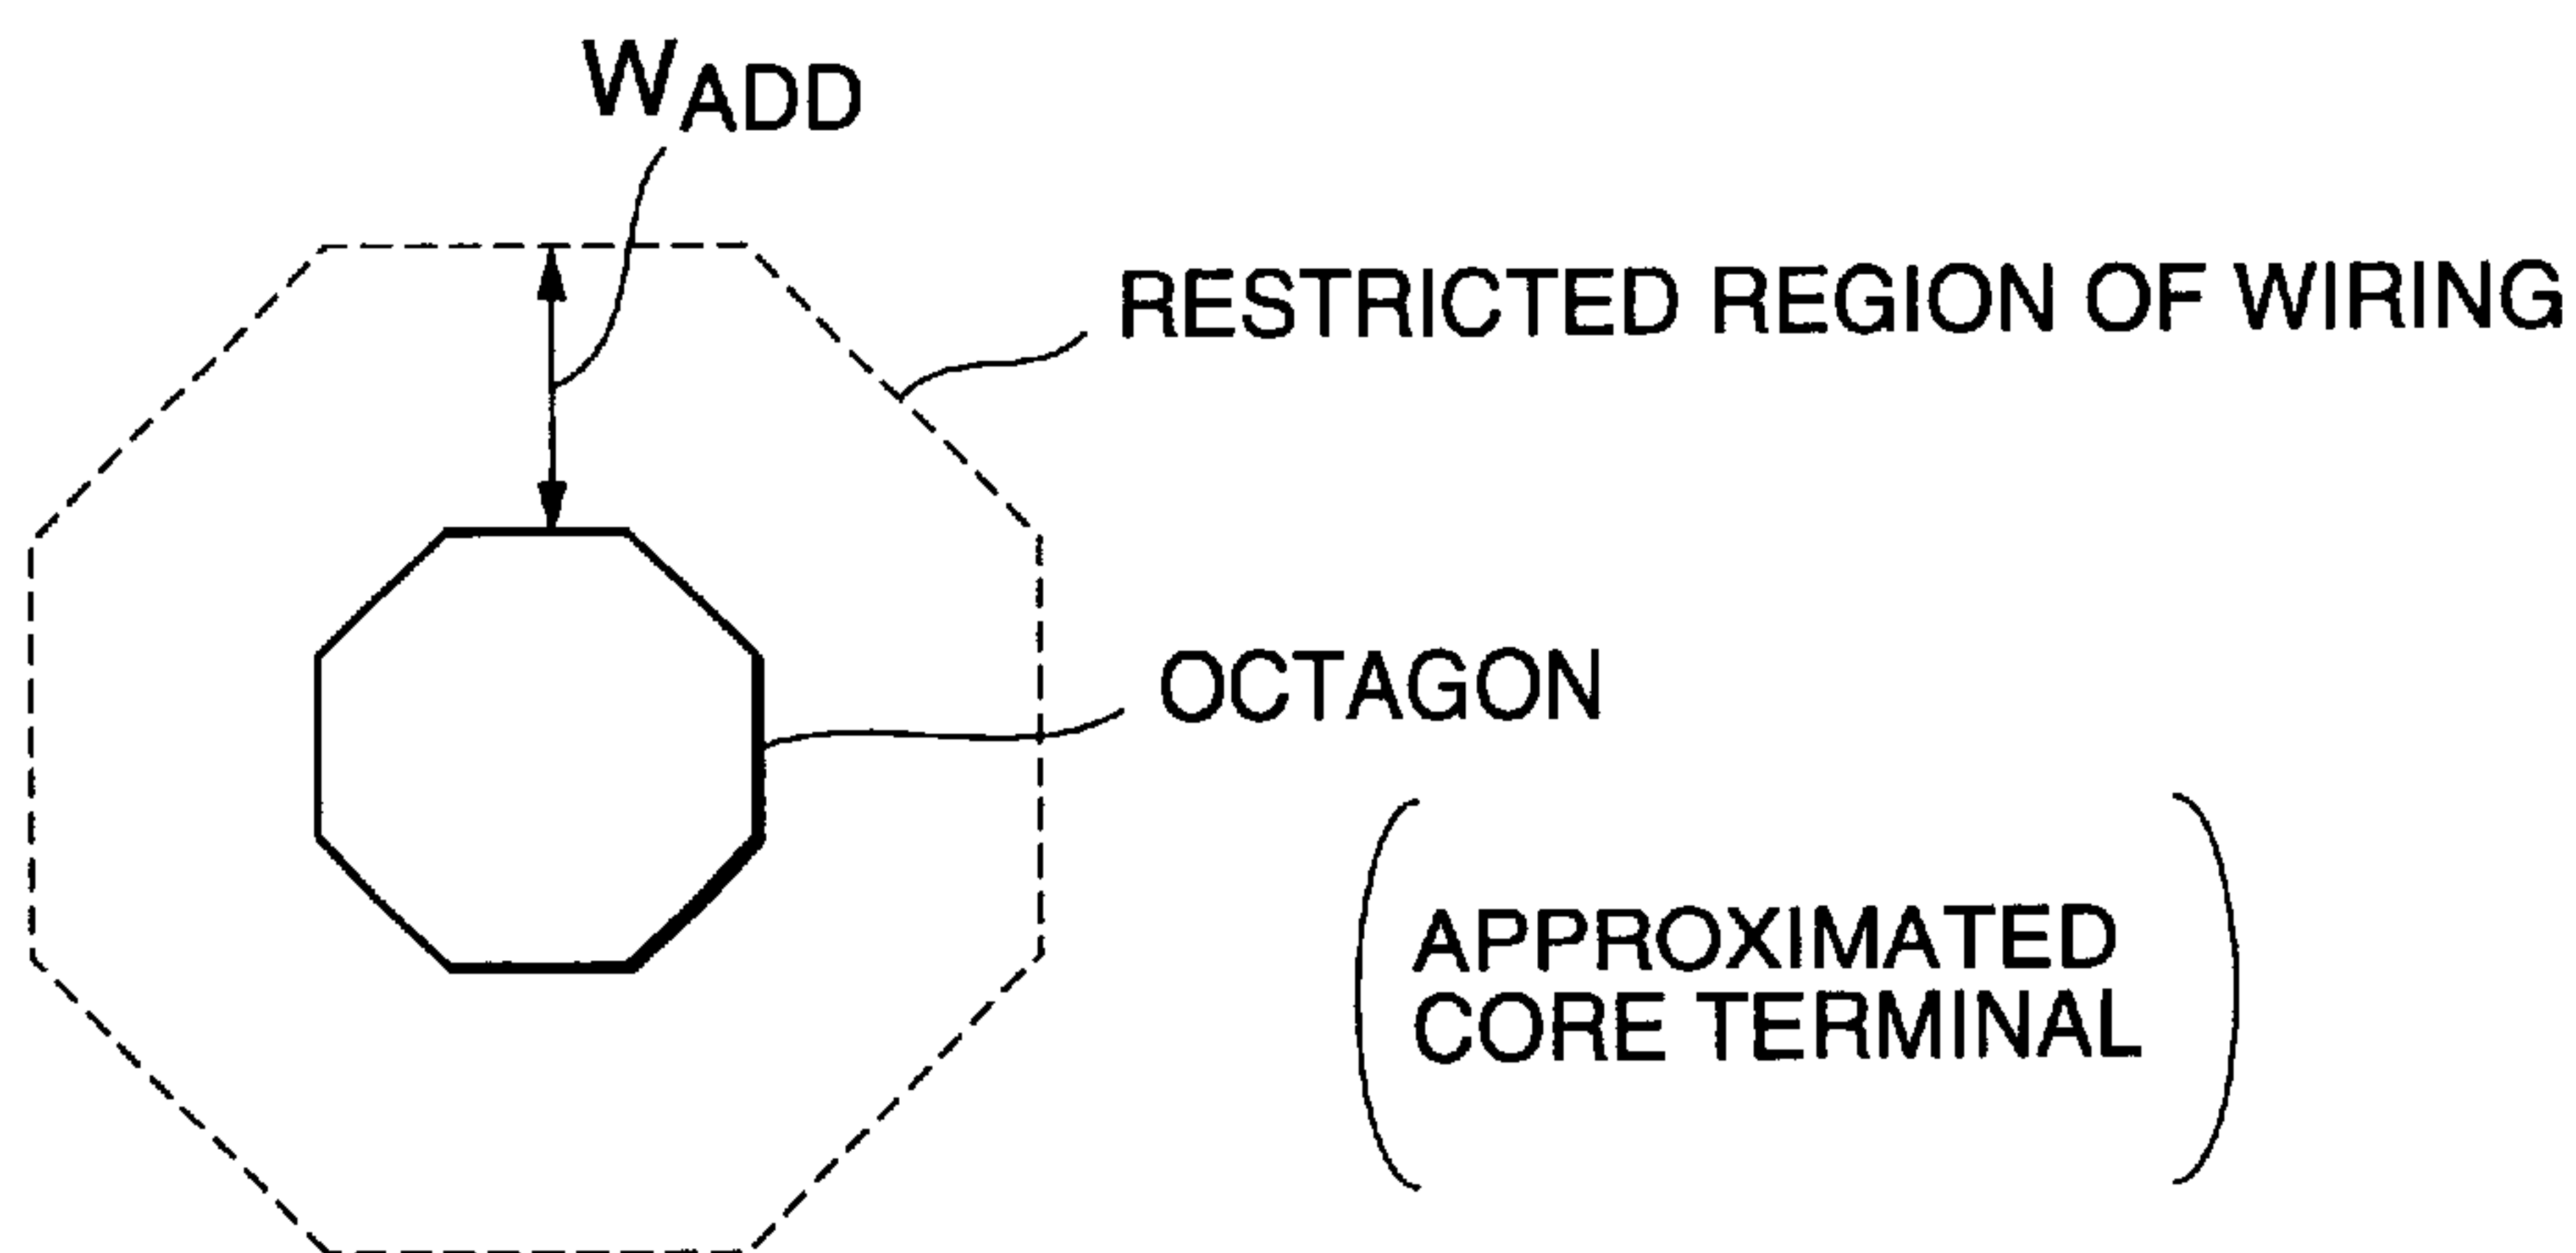 WADD
RESTRICTED REGION OF WIRING
OCTAGON
APPROXIMATED
CORE TERMINAL